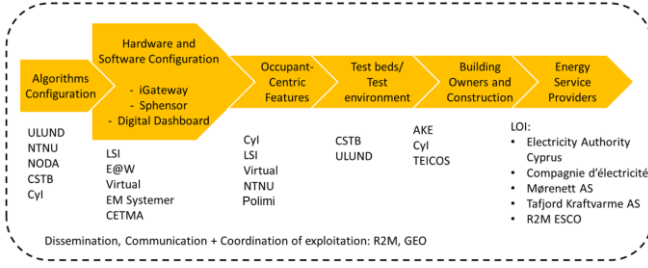 Algorithms
Configuration
ULUND
NTNU
NODA
CSTB
CyI
Hardware and
Software Configuration
- iGateway
- Sphensor
- Digital Dashboard
LSI
E@W
Virtual
EM Systemer
CETMA
Occupant-
Centric
Features
CyI
LSI
Virtual
NTNU
Polimi
Test beds/
Test
environment
CSTB
ULUND
Building
Owners and
Construction
AKE
CyI
TEICOS
Energy
Service
Providers
LOI:
• Electricity Authority
Cyprus
• Compagnie d'électricité
• Mørenett AS
• Tafjord Kraftvarme AS
• R2M ESCO
Dissemination, Communication + Coordination of exploitation: R2M, GEO